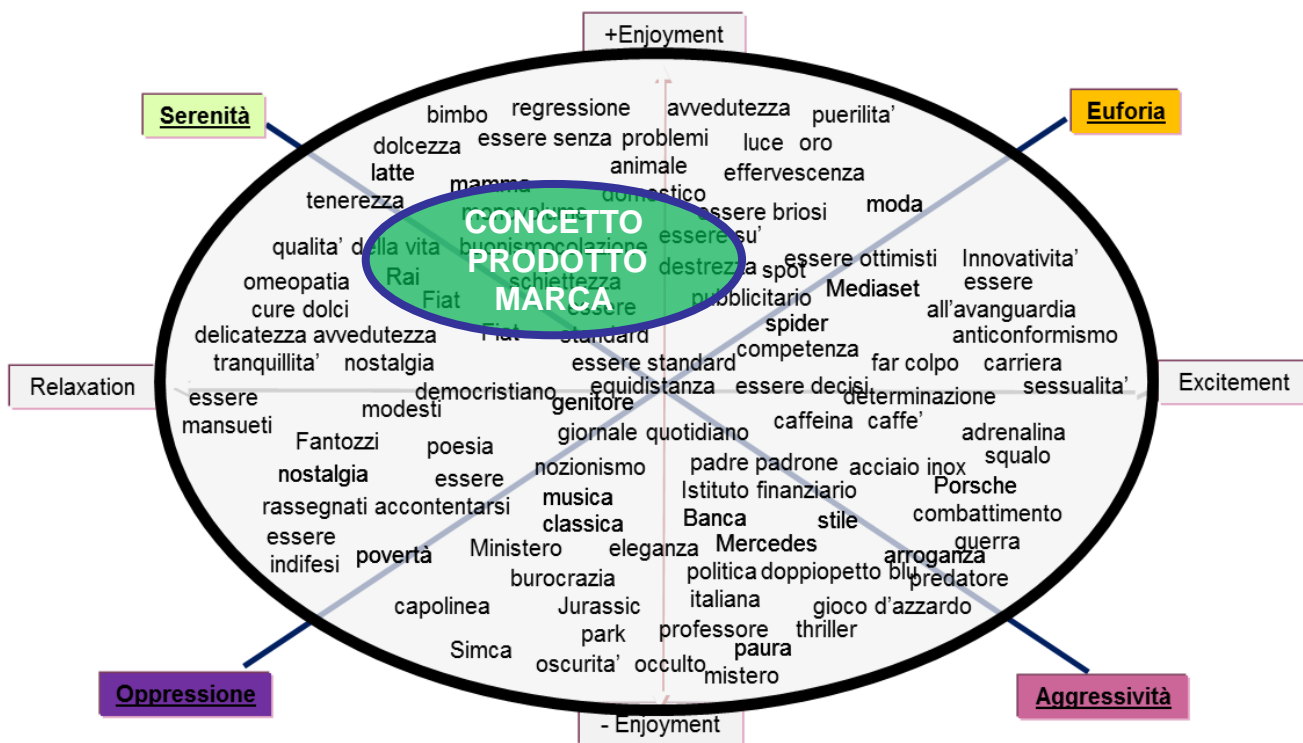 +Enjoyment
Serenità
Euforia
bimbo regressione avvedutezza puerilita'
dolcezza essere senza problemi luce oro
latte animale effervescenza
tenerezza mamma domestico moda
monovolume essere briosi
CONCETTO
qualita' della vita buonismocolazione essere su'
PRODOTTO
omeopatia Rai schiettezza destrezza spot essere ottimisti Innovativita'
cure dolci Fiat MARCA essere pubblicitario Mediaset essere
all'avanguardia
delicatezza avvedutezza Fiat standard spider anticonformismo
tranquillita' nostalgia essere standard competenza far colpo carriera
Relaxation
essere democristiano equidistanza essere decisi determinazione sessualita'
Excitement
mansueti modesti genitore caffeina caffe'
Fantozzi poesia giornale quotidiano adrenalina
nostalgia essere nozionismo padre padrone acciaio inox squalo
rassegnati accontentarsi musica Istituto finanziario Porsche
essere classica Banca stile combattimento
indifesi povertà Ministero eleganza Mercedes arroganza guerra
burocrazia politica doppiopetto blu predatore
capolinea Jurassic italiana gioco d'azzardo
Simca park professore thriller
oscurita' occulto paura
mistero
Oppressione
Aggressività
- Enjoyment